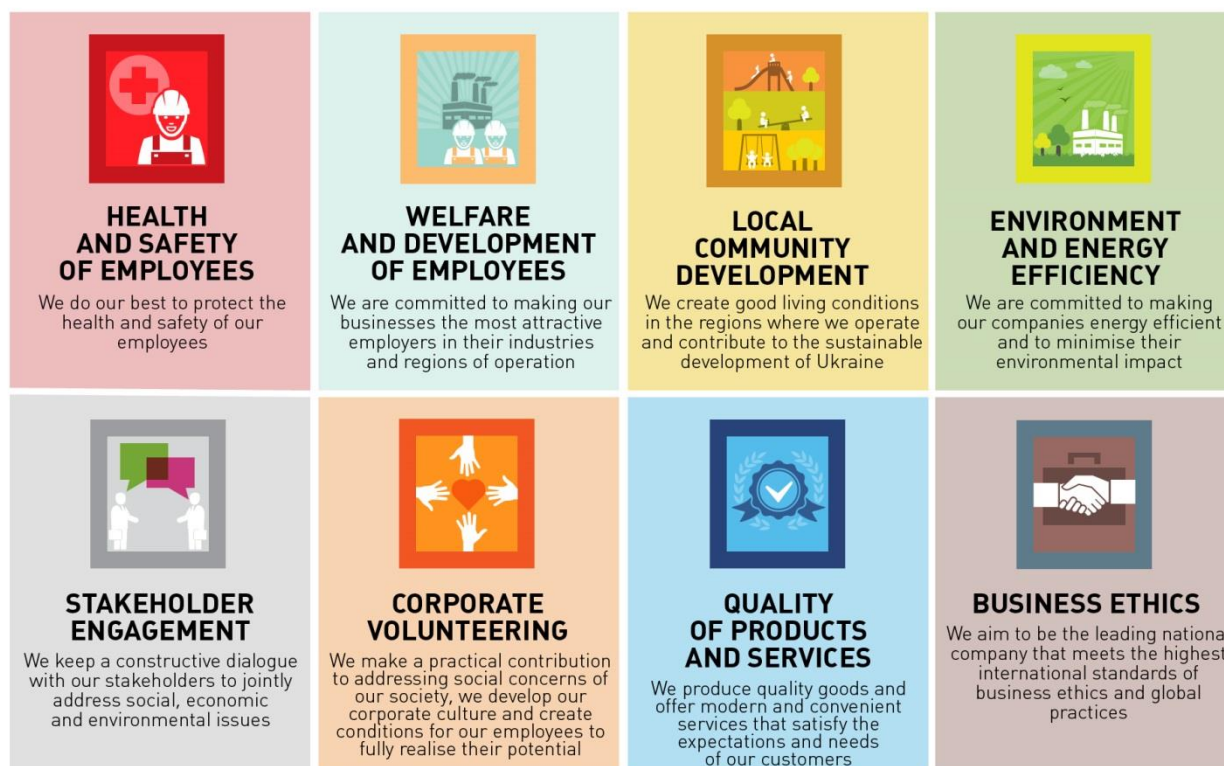 HEALTH
AND SAFETY
OF EMPLOYEES
We do our best to protect the
health and safety of our
employees
WELFARE
AND DEVELOPMENT
OF EMPLOYEES
We are committed to making our
businesses the most attractive
employers in their industries
and regions of operation
LOCAL
COMMUNITY
DEVELOPMENT
We create good living conditions
in the regions where we operate
and contribute to the sustainable
development of Ukraine
ENVIRONMENT
AND ENERGY
EFFICIENCY
We are committed to making
our companies energy efficient
and to minimise their
environmental impact
STAKEHOLDER
ENGAGEMENT
We keep a constructive dialogue
with our stakeholders to jointly
address social, economic
and environmental issues
CORPORATE
VOLUNTEERING
We make a practical contribution
to addressing social concerns of
our society, we develop our
corporate culture and create
conditions for our employees to
fully realise their potential
QUALITY
OF PRODUCTS
AND SERVICES
We produce quality goods and
offer modern and convenient
services that satisfy the
expectations and needs
of our customers
BUSINESS ETHICS
We aim to be the leading national
company that meets the highest
international standards of
business ethics and global
practices